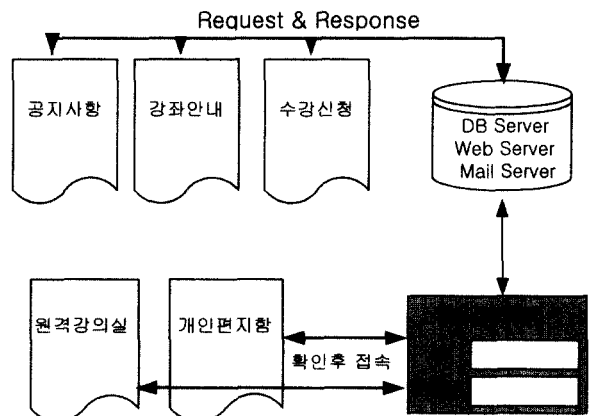 Request & Response
공지사항
강좌안내
수강신청
DB Server
Web Server
Mail Server
원격강의실
개인편지함
확인후 접속